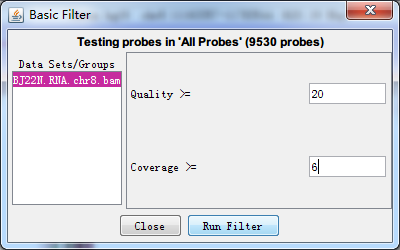 Basic Filter
Testing probes in 'All Probes' (9530 probes)
Data Sets/Groups
BJ22N.RNA.chr8.bam
Quality >= 20
Coverage >= 6
Close Run Filter